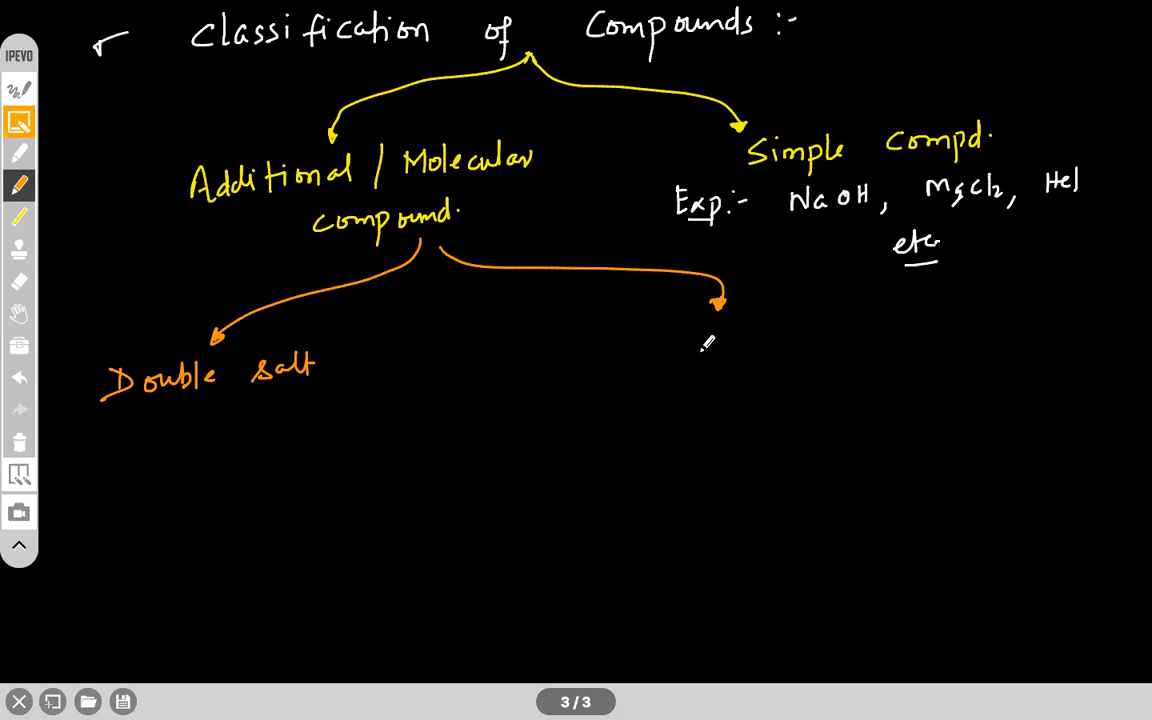 IPEVO
Classification of Compounds :-
Additional / Molecular
compound.
Simple Compd.
Exp:- NaOH, MgCl2, HCl
etc
Double salt
3/3